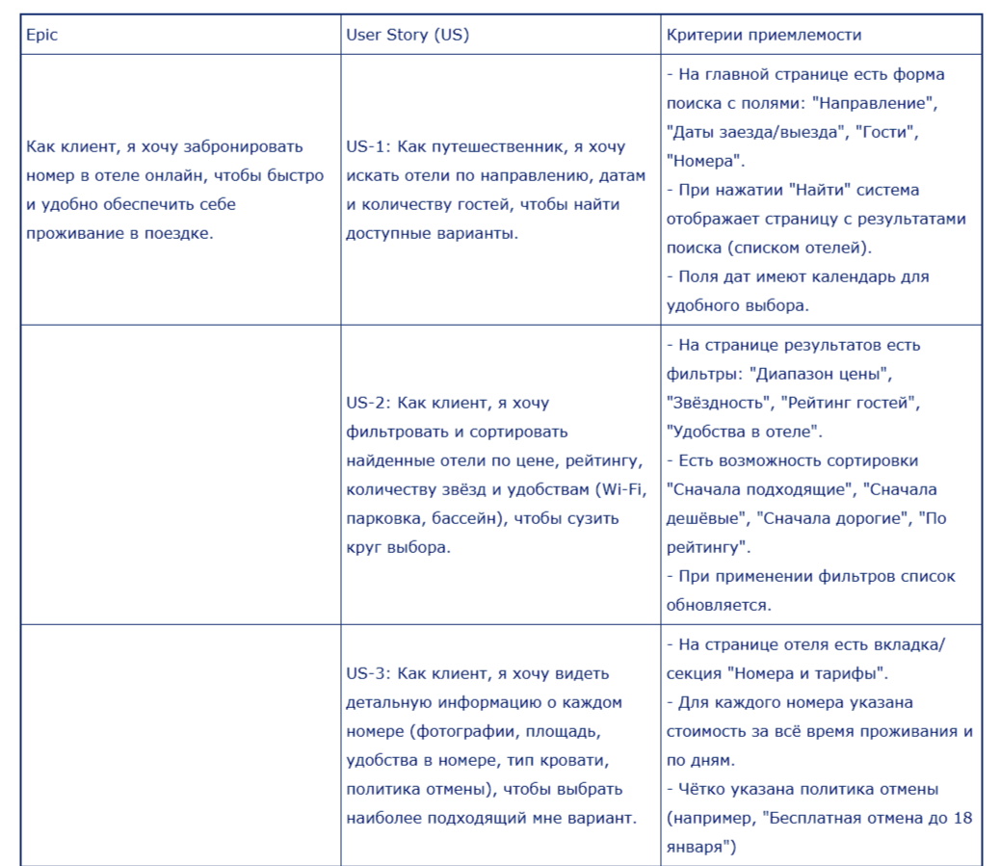 Epic
User Story (US)
Критерии приемлемости
Как клиент, я хочу забронировать
номер в отеле онлайн, чтобы быстро
и удобно обеспечить себе
проживание в поездке.
US-1: Как путешественник, я хочу
искать отели по направлению, датам
и количеству гостей, чтобы найти
доступные варианты.
- На главной странице есть форма
поиска с полями: "Направление",
"Даты заезда/выезда", "Гости",
"Номера".
- При нажатии "Найти" система
отображает страницу с результатами
поиска (списком отелей).
- Поля дат имеют календарь для
удобного выбора.
US-2: Как клиент, я хочу
фильтровать и сортировать
найденные отели по цене, рейтингу,
количеству звёзд и удобствам (Wi-Fi,
парковка, бассейн), чтобы сузить
круг выбора.
- На странице результатов есть
фильтры: "Диапазон цены",
"Звёздность", "Рейтинг гостей",
"Удобства в отеле".
- Есть возможность сортировки
"Сначала подходящие", "Сначала
дешёвые", "Сначала дорогие", "По
рейтингу".
- При применении фильтров список
обновляется.
US-3: Как клиент, я хочу видеть
детальную информацию о каждом
номере (фотографии, площадь,
удобства в номере, тип кровати,
политика отмены), чтобы выбрать
наиболее подходящий мне вариант.
- На странице отеля есть вкладка/
секция "Номера и тарифы".
- Для каждого номера указана
стоимость за всё время проживания и
по дням.
- Чётко указана политика отмены
(например, "Бесплатная отмена до 18
января")